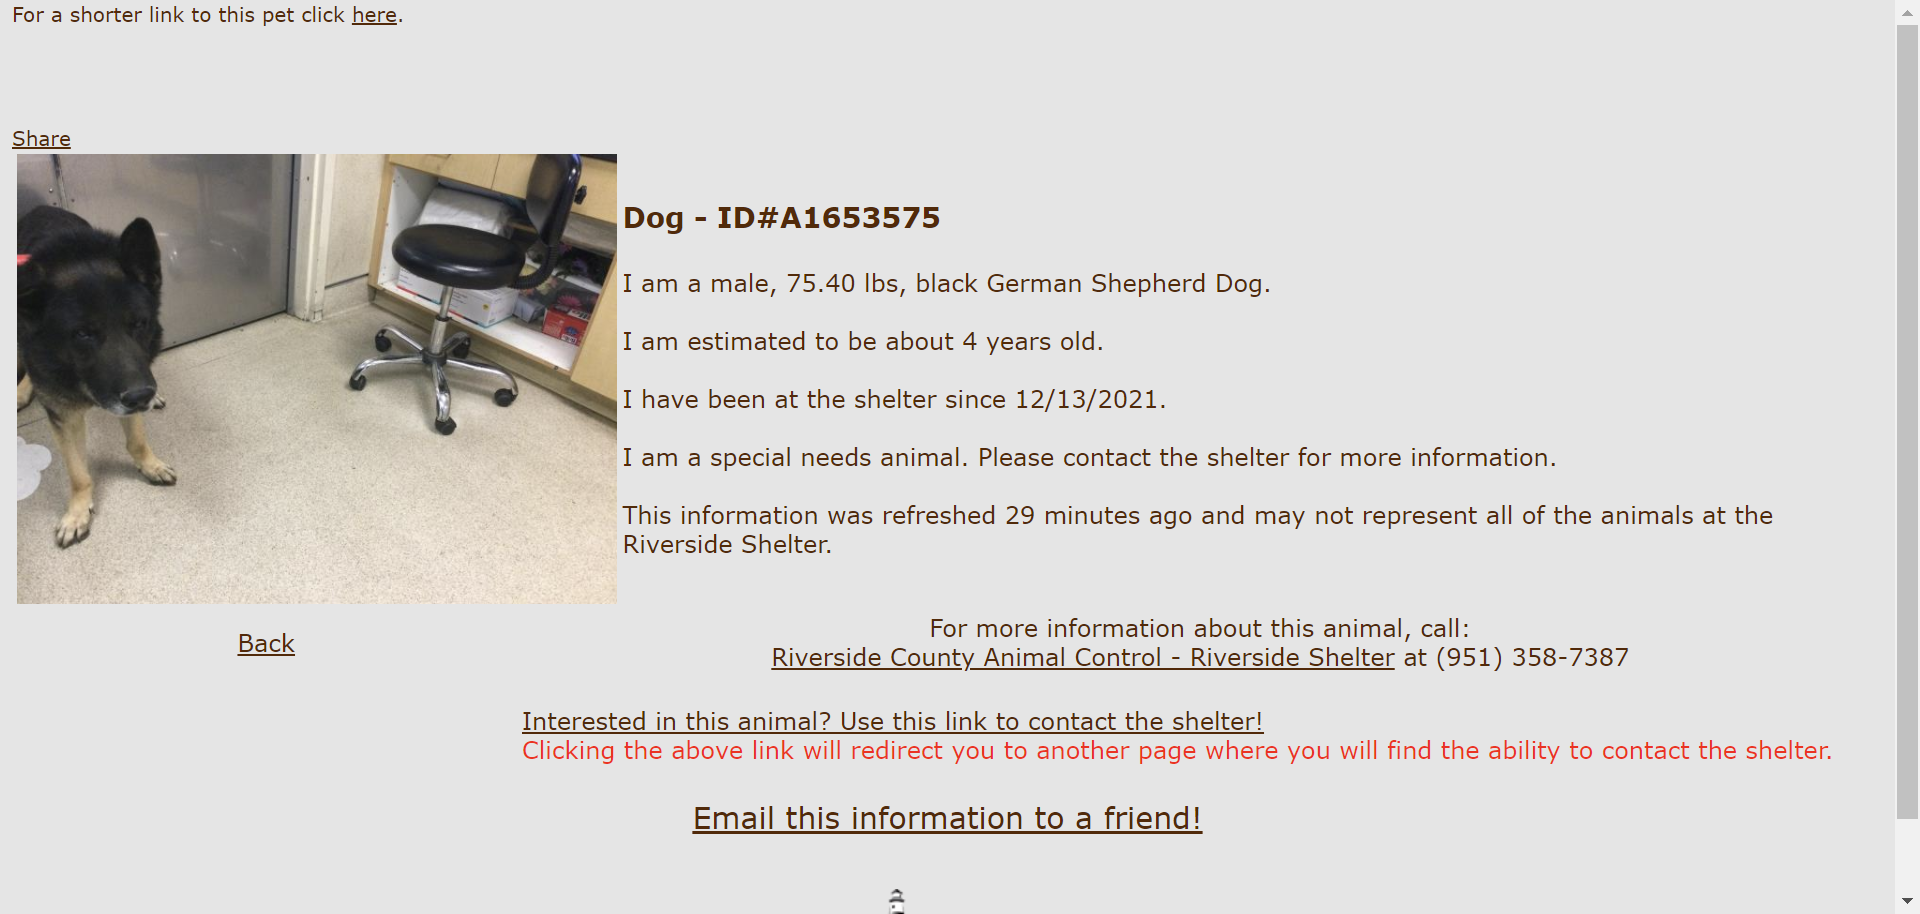 For a shorter link to this pet click here.
Share
Dog - ID#A1653575
I am a male, 75.40 lbs, black German Shepherd Dog.
I am estimated to be about 4 years old.
I have been at the shelter since 12/13/2021.
I am a special needs animal. Please contact the shelter for more information.
This information was refreshed 29 minutes ago and may not represent all of the animals at the
Riverside Shelter.
Back
For more information about this animal, call:
Riverside County Animal Control - Riverside Shelter at (951) 358-7387
Interested in this animal? Use this link to contact the shelter!
Clicking the above link will redirect you to another page where you will find the ability to contact the shelter.
Email this information to a friend!